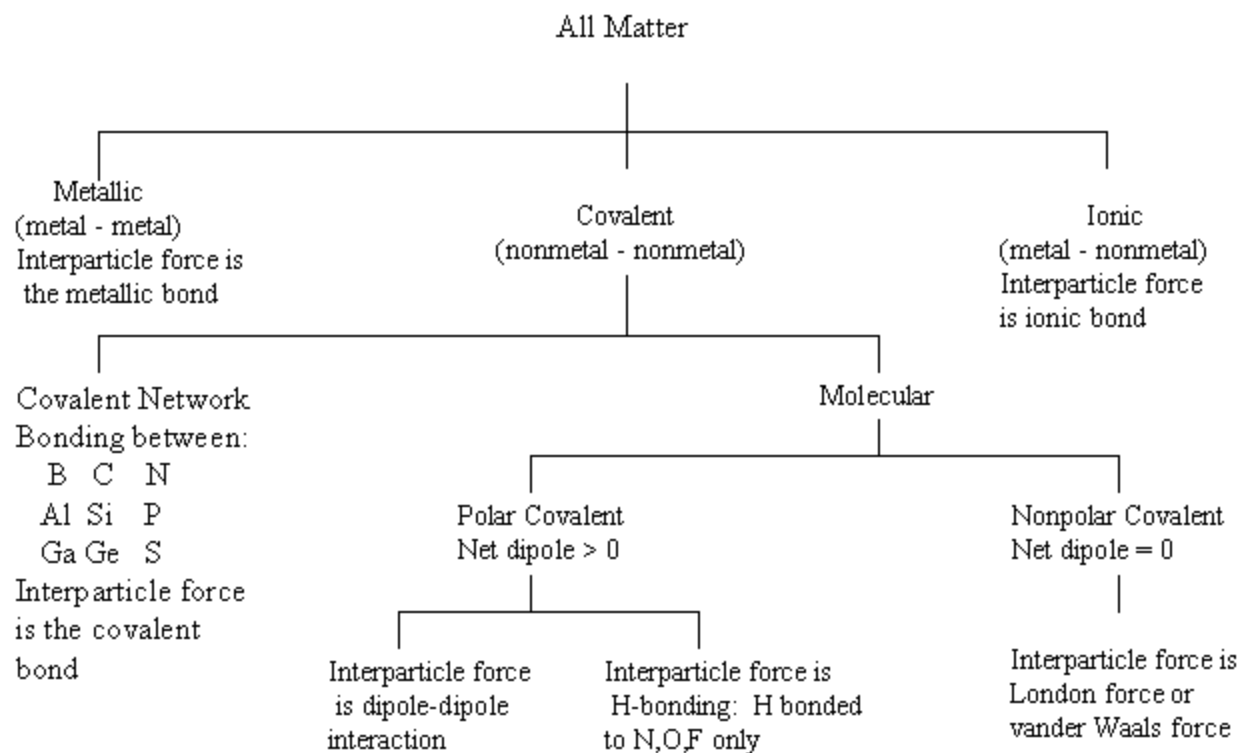 All Matter
Metallic
(metal - metal)
Interparticle force is
the metallic bond
Covalent
(nonmetal - nonmetal)
Ionic
(metal - nonmetal)
Interparticle force
is ionic bond
Covalent Network
Bonding between:
B C N
Al Si P
Ga Ge S
Interparticle force
is the covalent
bond
Molecular
Polar Covalent
Net dipole > 0
Nonpolar Covalent
Net dipole = 0
Interparticle force
is dipole-dipole
interaction
Interparticle force is
H-bonding: H bonded
to N,O,F only
Interparticle force is
London force or
vander Waals force